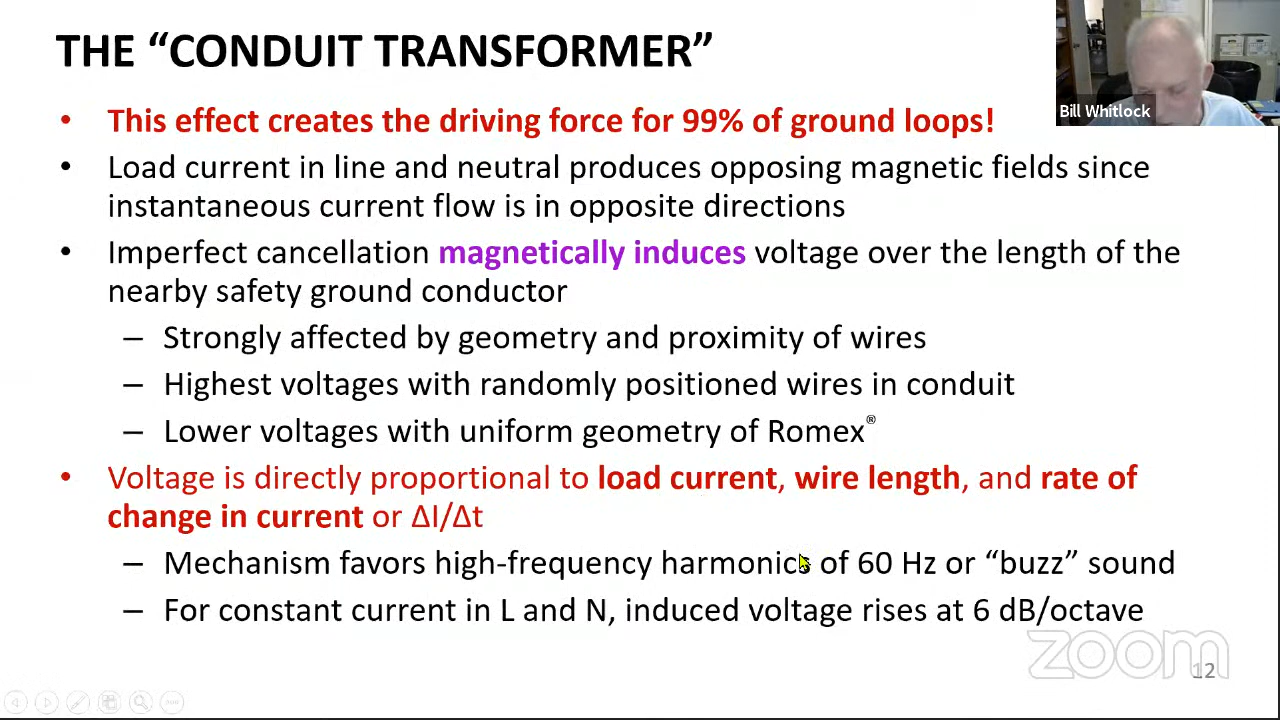 THE “CONDUIT TRANSFORMER”
Bill Whitlock
• This effect creates the driving force for 99% of ground loops!
• Load current in line and neutral produces opposing magnetic fields since
instantaneous current flow is in opposite directions
• Imperfect cancellation magnetically induces voltage over the length of the
nearby safety ground conductor
– Strongly affected by geometry and proximity of wires
– Highest voltages with randomly positioned wires in conduit
– Lower voltages with uniform geometry of Romex®
• Voltage is directly proportional to load current, wire length, and rate of
change in current or ΔI/Δt
– Mechanism favors high-frequency harmonics of 60 Hz or “buzz” sound
– For constant current in L and N, induced voltage rises at 6 dB/octave
zoom
12